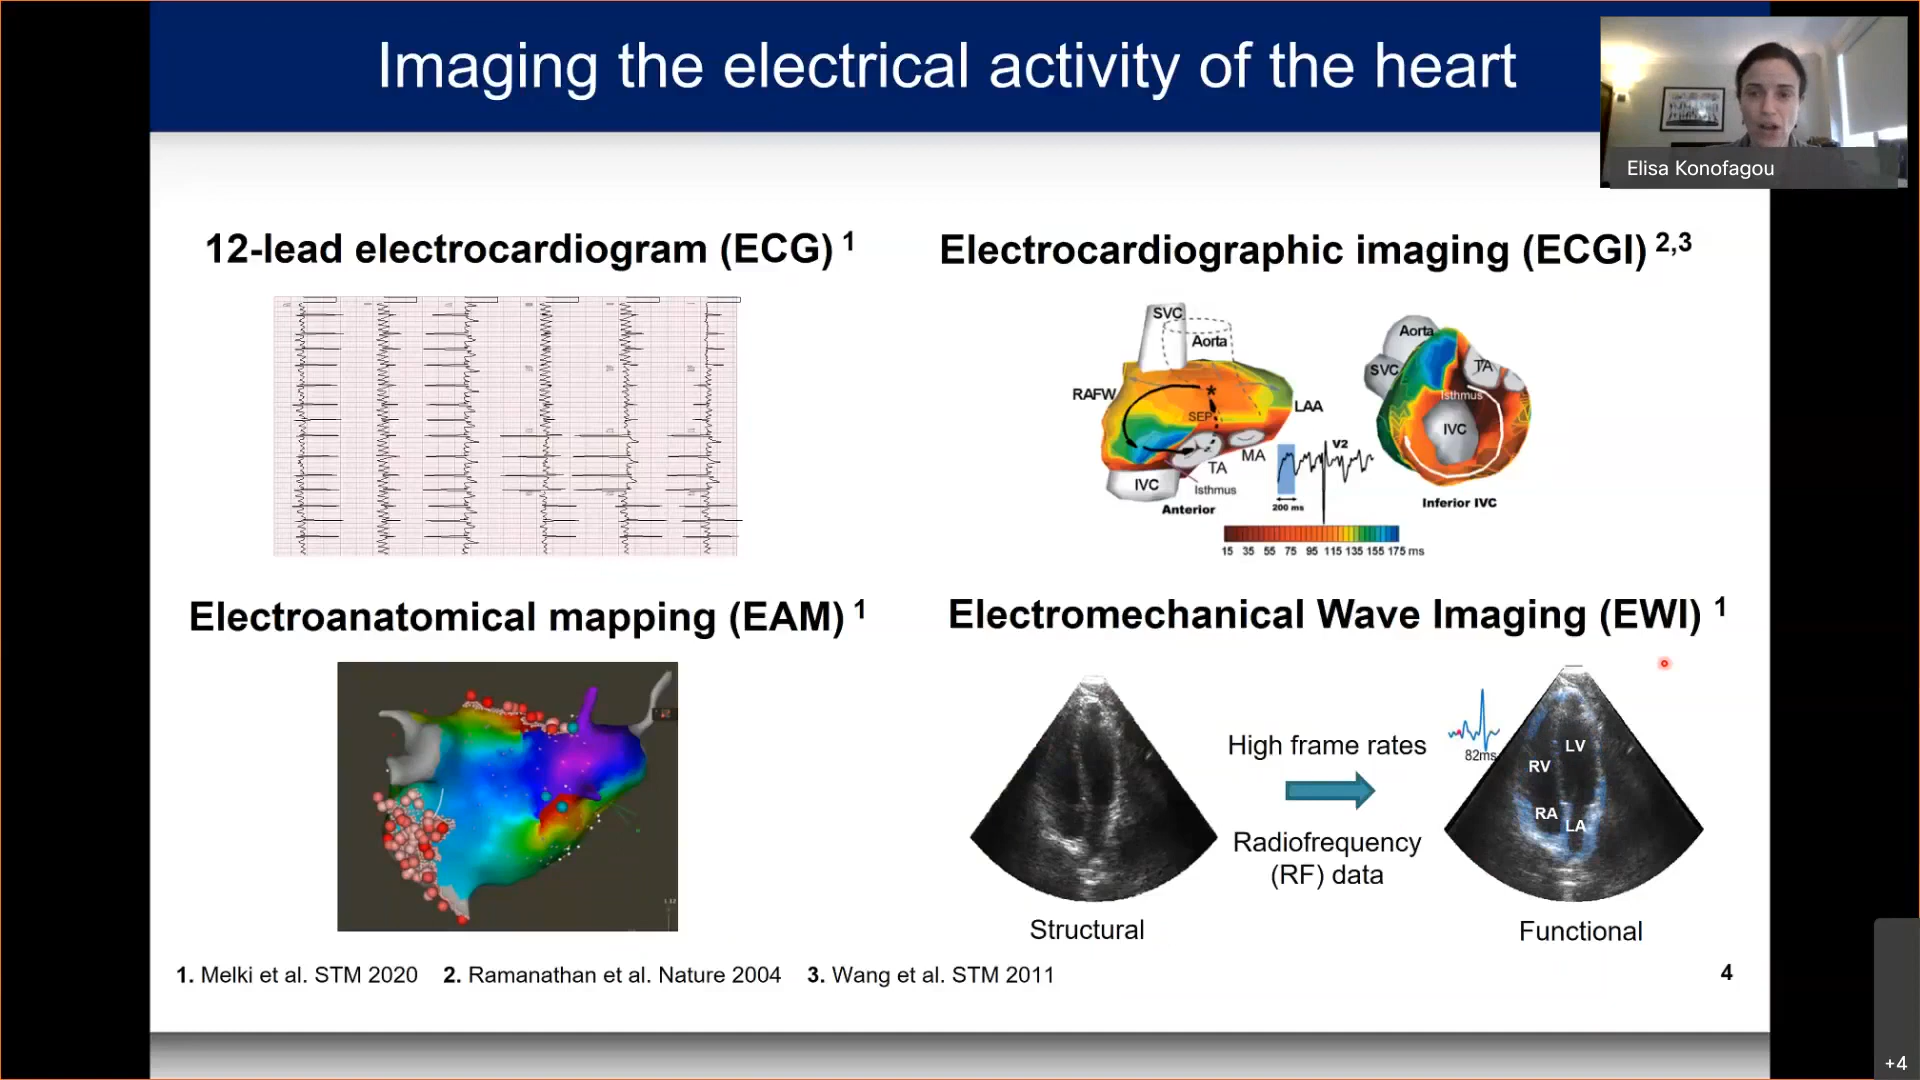 Imaging the electrical activity of the heart
Elisa Konofagou
12-lead electrocardiogram (ECG) 1
Electrocardiographic imaging (ECGI) 2,3
SVC
Aorta
RAFW
SEP
LAA
TA
MA
IVC
Isthmus
Anterior
V2
200 ms
Aorta
SVC
TA
Isthmus
IVC
Inferior IVC
15 35 55 75 95 115 135 155 175 ms
Electroanatomical mapping (EAM) 1
Electromechanical Wave Imaging (EWI) 1
High frame rates
Radiofrequency
(RF) data
Structural
82ms
LV
RV
RA
LA
Functional
1. Melki et al. STM 2020 2. Ramanathan et al. Nature 2004 3. Wang et al. STM 2011
4
+4